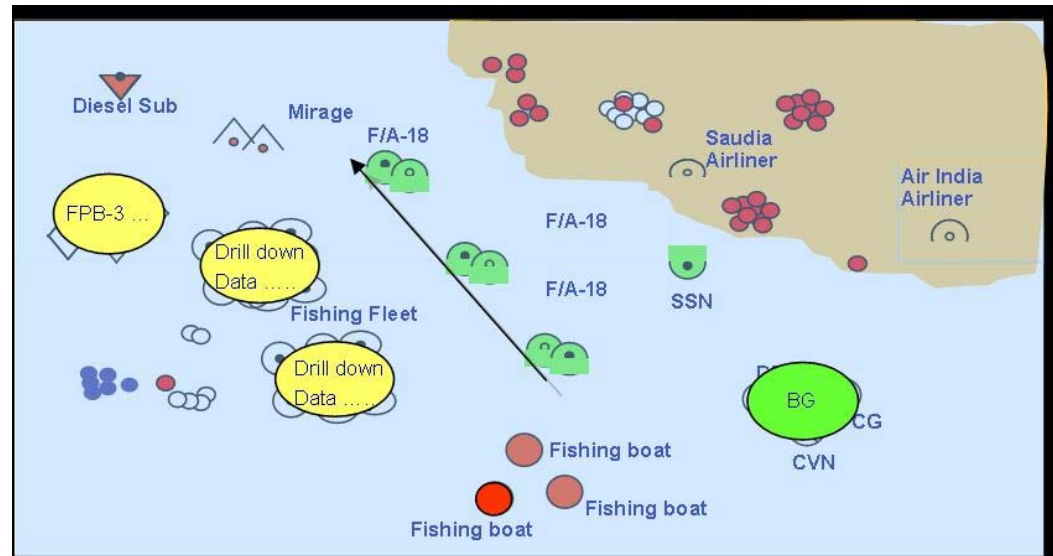 Diesel Sub
Mirage
F/A-18
Saudia
Airliner
Air India
Airliner
FPB-3 ...
F/A-18
Drill down
Data .....
F/A-18
SSN
Fishing Fleet
Drill down
Data .....
BG
CG
CVN
Fishing boat
Fishing boat
Fishing boat